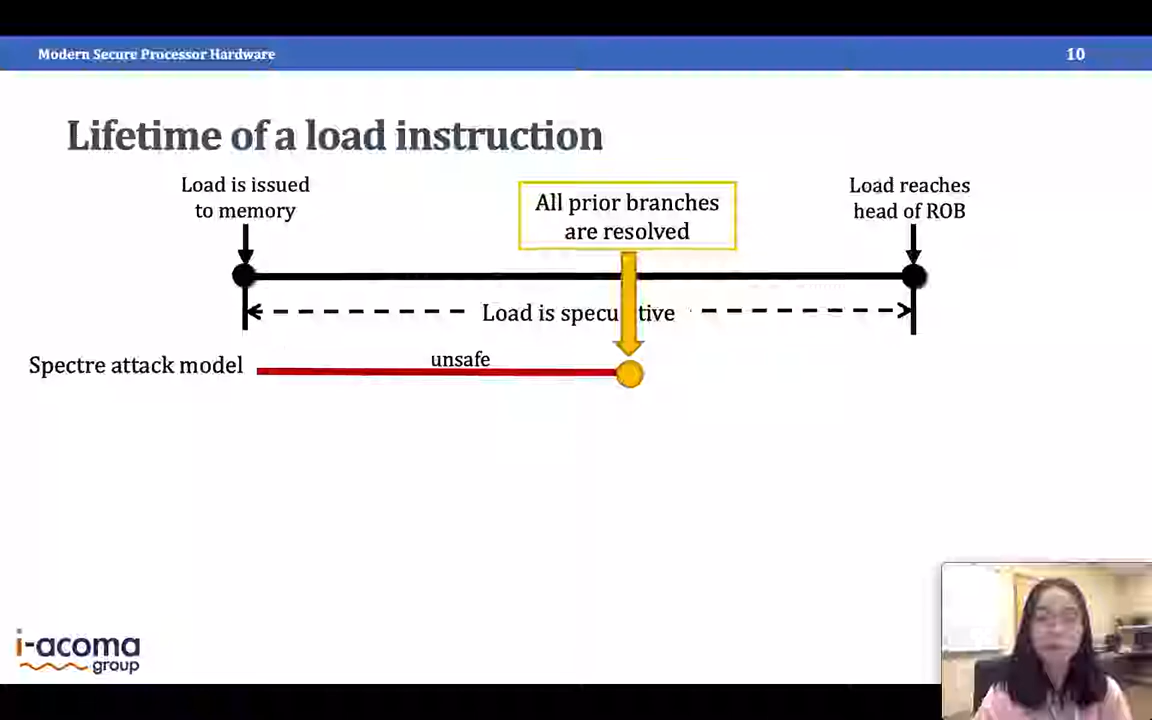 Modern Secure Processor Hardware
10
Lifetime of a load instruction
Load is issued
to memory
All prior branches
are resolved
Load reaches
head of ROB
Load is specu tive
Spectre attack model
unsafe
i-acoma
group